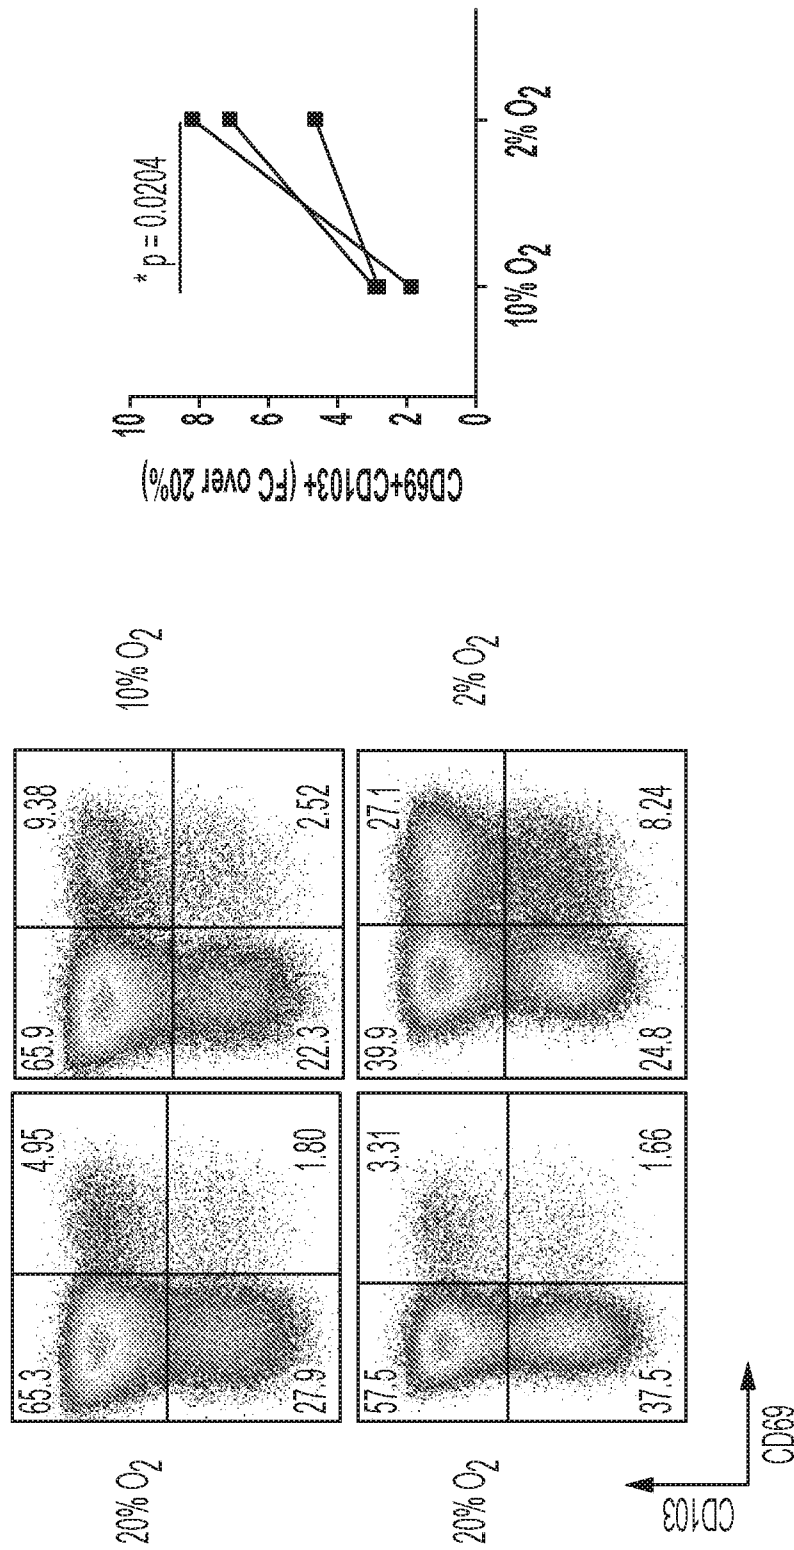 20% O2
65.3 4.95
27.9 1.80
65.9 9.38
22.3 2.52
10% O2
20% O2
57.5 3.31
37.5 1.66
39.9 27.1
24.8 8.24
2% O2
CD103
CD69
CD69+CD103+ (FC over 20%)
10
8
6
4
2
0
* p = 0.0204
10% O2
2% O2